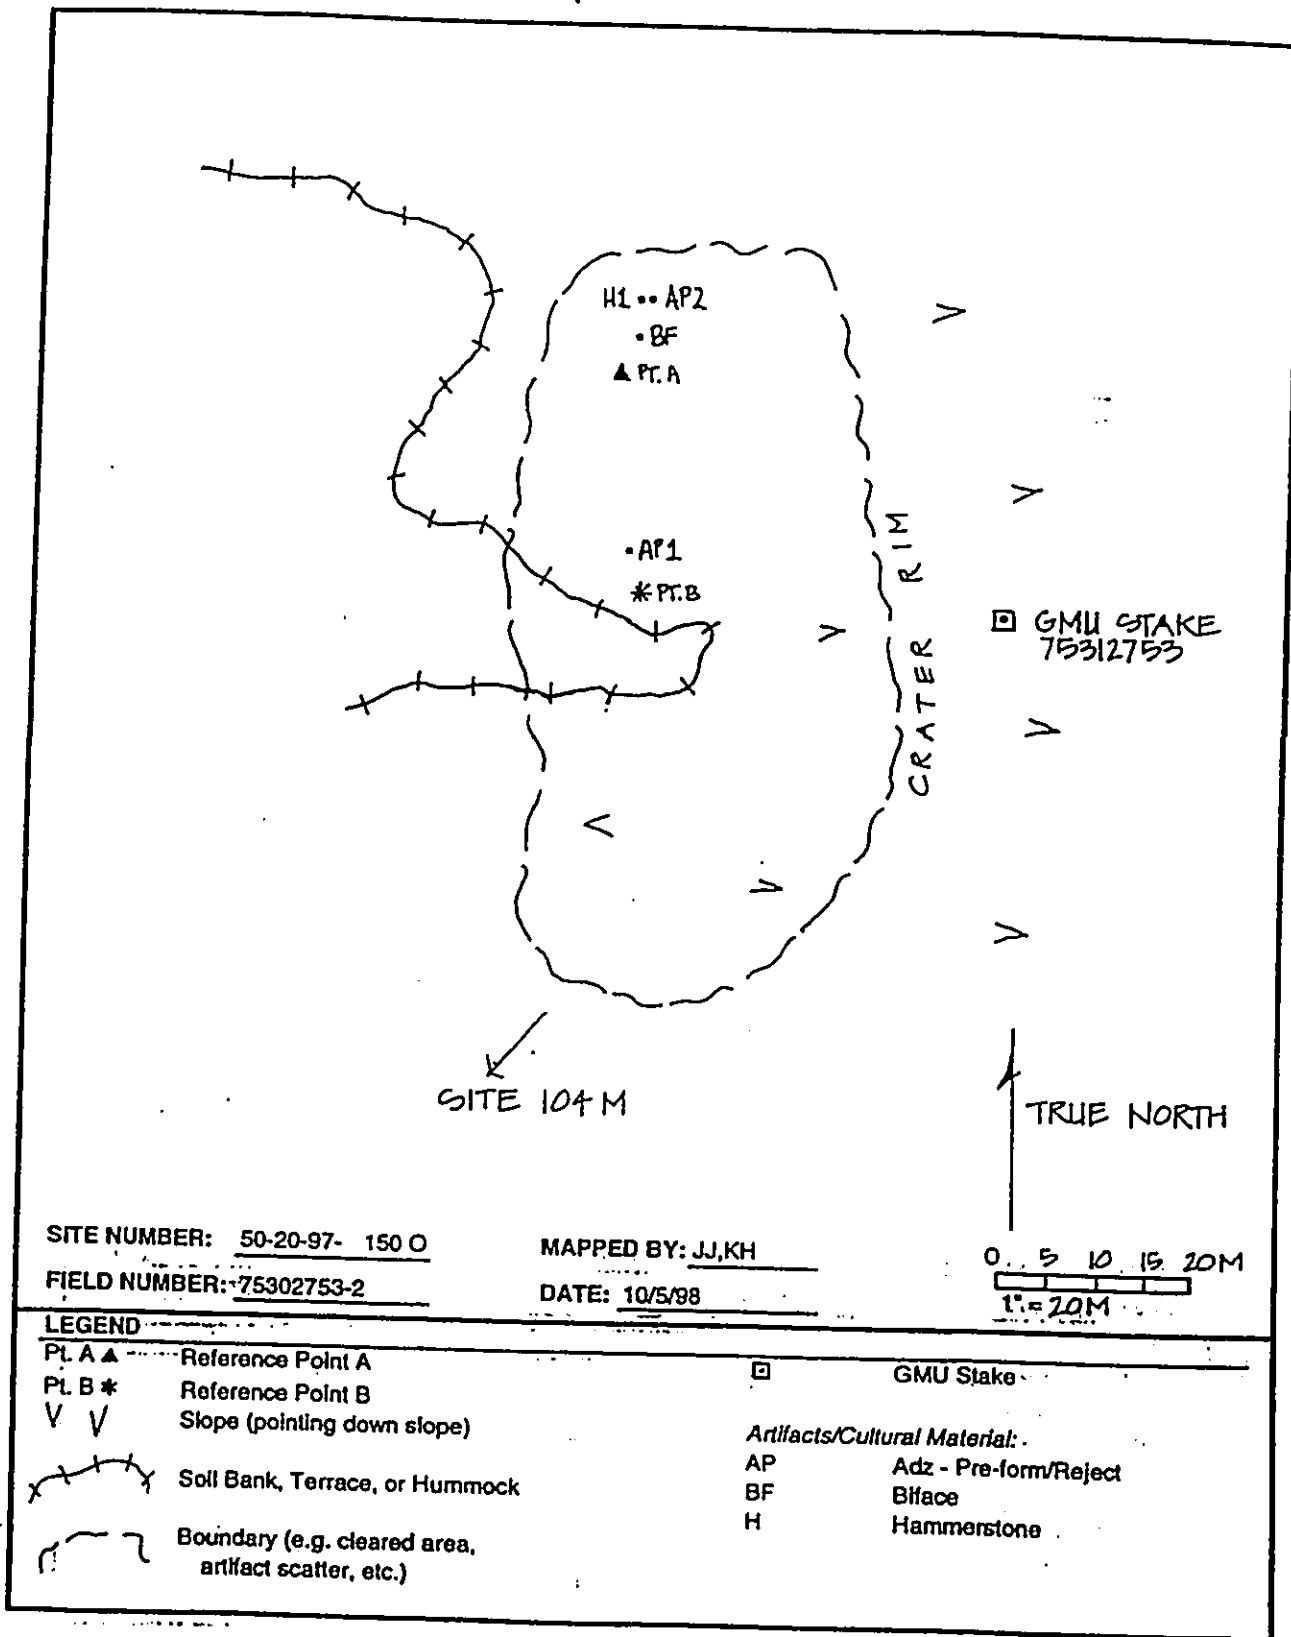 H1 •• AP2
• BF
▲ PT. A
• AP1
* PT. B
CRATER RIM
GMU STAKE
75312753
SITE 104 M
TRUE NORTH
SITE NUMBER: 50-20-97- 150 O
MAPPED BY: JJ,KH
FIELD NUMBER: 75302753-2
DATE: 10/5/98
0 5 10 15 20M
1" = 20M
LEGEND
Pt. A ▲ Reference Point A
Pt. B * Reference Point B
V V Slope (pointing down slope)
Soil Bank, Terrace, or Hummock
Boundary (e.g. cleared area,
artifact scatter, etc.)
GMU Stake
Artifacts/Cultural Material:
AP Adz - Pre-form/Reject
BF Biface
H Hammerstone